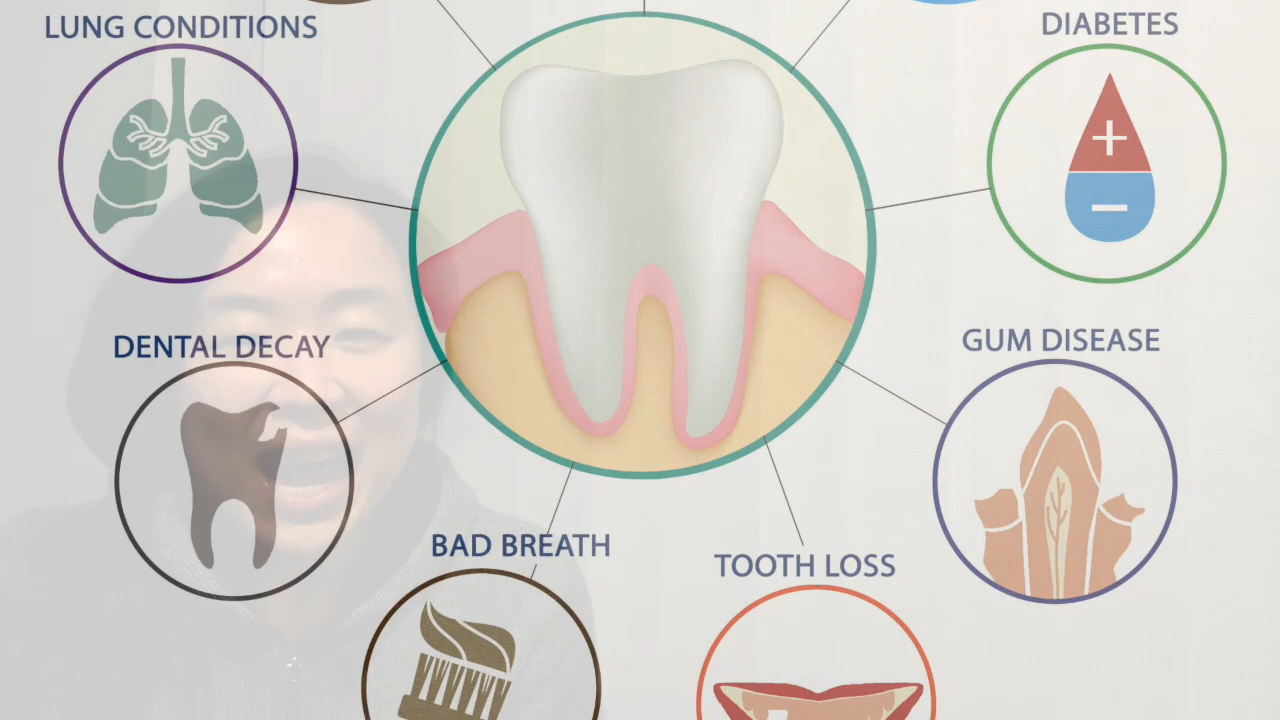 LUNG CONDITIONS
DIABETES
DENTAL DECAY
GUM DISEASE
BAD BREATH
TOOTH LOSS